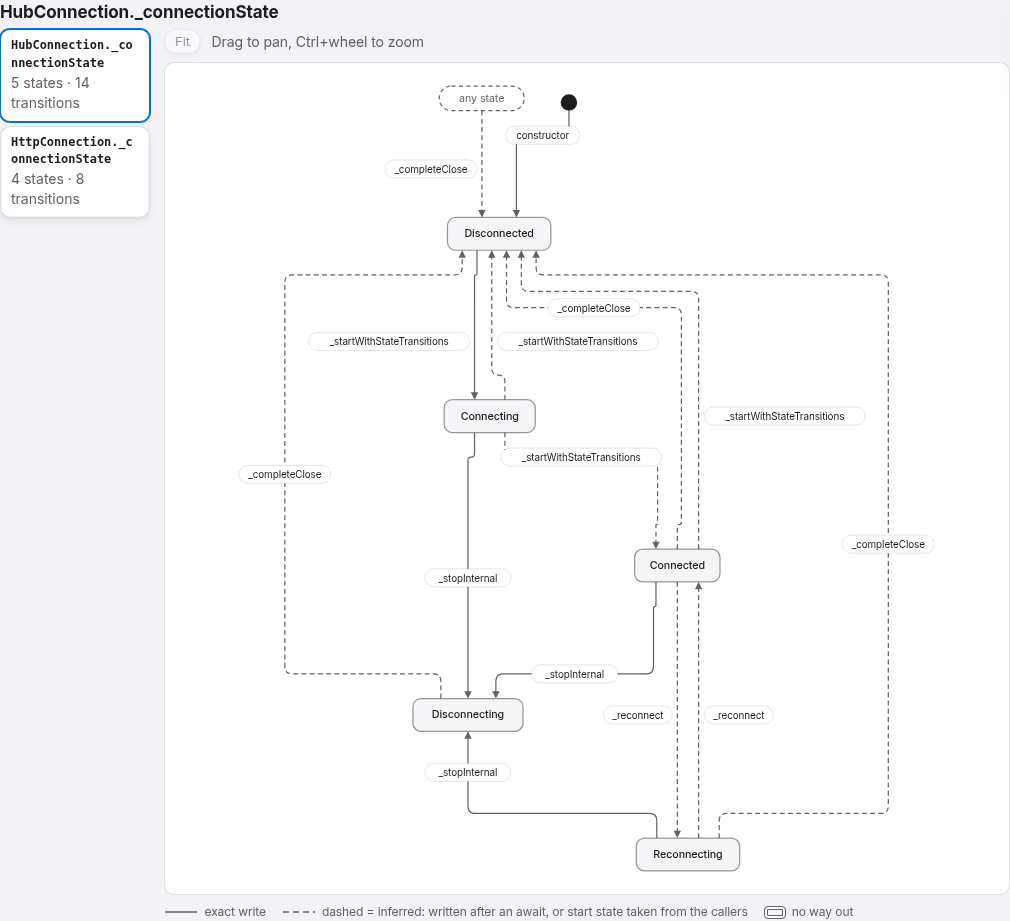 HubConnection._connectionState
HubConnection._co
nnectionState
5 states · 14
transitions
HttpConnection._c
onnectionState
4 states · 8
transitions
Fit
Drag to pan, Ctrl+wheel to zoom
any state
constructor
_completeClose
Disconnected
_completeClose
_startWithStateTransitions
_startWithStateTransitions
Connecting
_startWithStateTransitions
_startWithStateTransitions
_completeClose
_completeClose
Connected
_stopInternal
_stopInternal
Disconnecting
_reconnect
_reconnect
_stopInternal
Reconnecting
exact write
dashed = inferred: written after an await, or start state taken from the callers
no way out